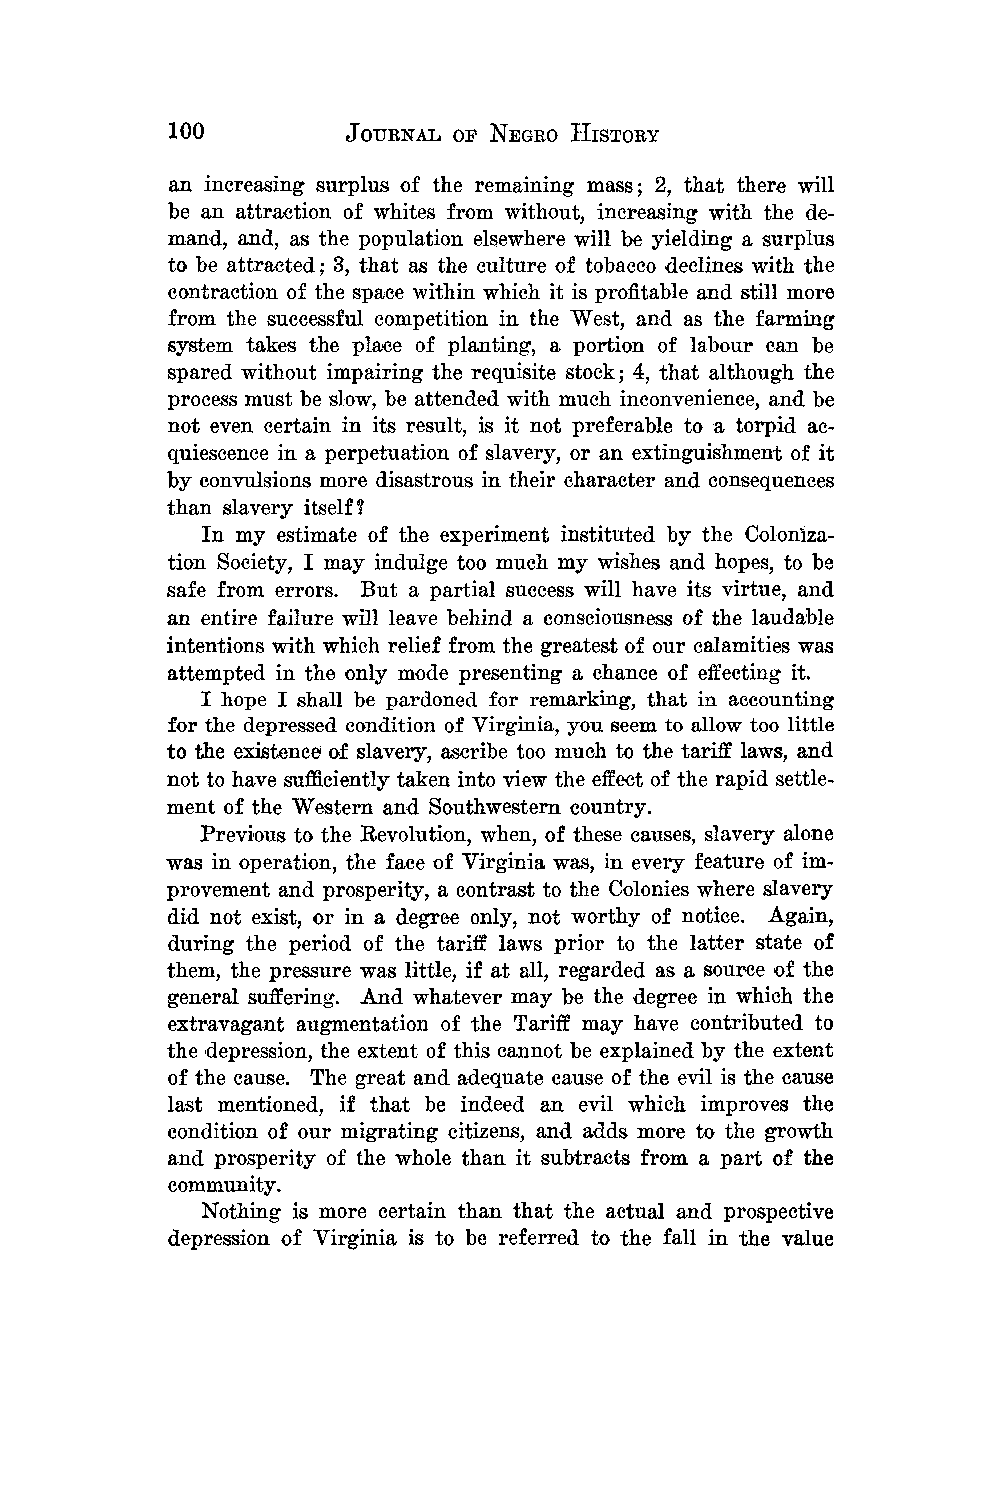 100 JOURNAL OF NEGRO HISTORY
an increasing surplus of the remaining mass; 2, that there will
be an attraction of whites from without, increasing with the de-
mand, and, as the population elsewhere will be yielding a surplus
to be attracted; 3, that as the culture of tobacco declines with the
contraction of the space within which it is profitable and still more
from the successful competition in the West, and as the farming
system takes the place of planting, a portion of labour can be
spared without impairing the requisite stock; 4, that although the
process must be slow, be attended with much inconvenience, and be
not even certain in its result, is it not preferable to a torpid ac-
quiescence in a perpetuation of slavery, or an extinguishment of it
by convulsions more disastrous in their character and consequences
than slavery itself?
In my estimate of the experiment instituted by the Coloniza-
tion Society, I may indulge too much my wishes and hopes, to be
safe from errors. But a partial success will have its virtue, and
an entire failure will leave behind a consciousness of the laudable
intentions with which relief from the greatest of our calamities was
attempted in the only mode presenting a chance of effecting it.
I hope I shall be pardoned for remarking, that in accounting
for the depressed condition of Virginia, you seem to allow too little
to the existence of slavery, ascribe too much to the tariff laws, and
not to have sufficiently taken into view the effect of the rapid settle-
ment of the Western and Southwestern country.
Previous to the Revolution, when, of these causes, slavery alone
was in operation, the face of Virginia was, in every feature of im-
provement and prosperity, a contrast to the Colonies where slavery
did not exist, or in a degree only, not worthy of notice. Again,
during the period of the tariff laws prior to the latter state of
them, the pressure was little, if at all, regarded as a source of the
general suffering. And whatever may be the degree in which the
extravagant augmentation of the Tariff may have contributed to
the depression, the extent of this cannot be explained by the extent
of the cause. The great and adequate cause of the evil is the cause
last mentioned, if that be indeed an evil which improves the
condition of our migrating citizens, and adds more to the growth
and prosperity of the whole than it subtracts from a part of the
community.
Nothing is more certain than that the actual and prospective
depression of Virginia is to be referred to the fall in the value